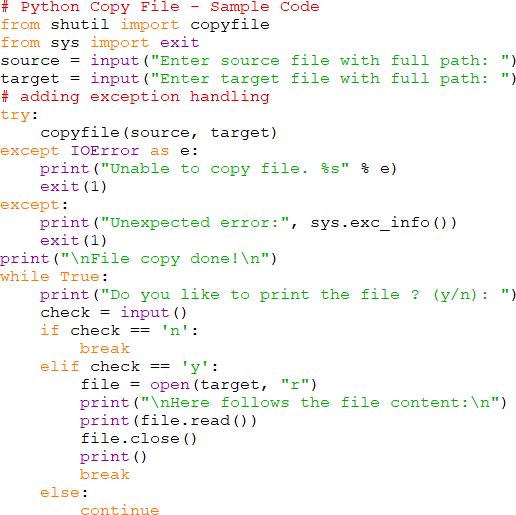 # Python Copy File - Sample Code
from shutil import copyfile
from sys import exit
source = input("Enter source file with full path: ")
target = input("Enter target file with full path: ")
# adding exception handling
try:
    copyfile(source, target)
except IOError as e:
    print("Unable to copy file. %s" % e)
    exit(1)
except:
    print("Unexpected error:", sys.exc_info())
    exit(1)
print("\nFile copy done!\n")
while True:
    print("Do you like to print the file ? (y/n): ")
    check = input()
    if check == 'n':
        break
    elif check == 'y':
        file = open(target, "r")
        print("\nHere follows the file content:\n")
        print(file.read())
        file.close()
        print()
        break
    else:
        continue